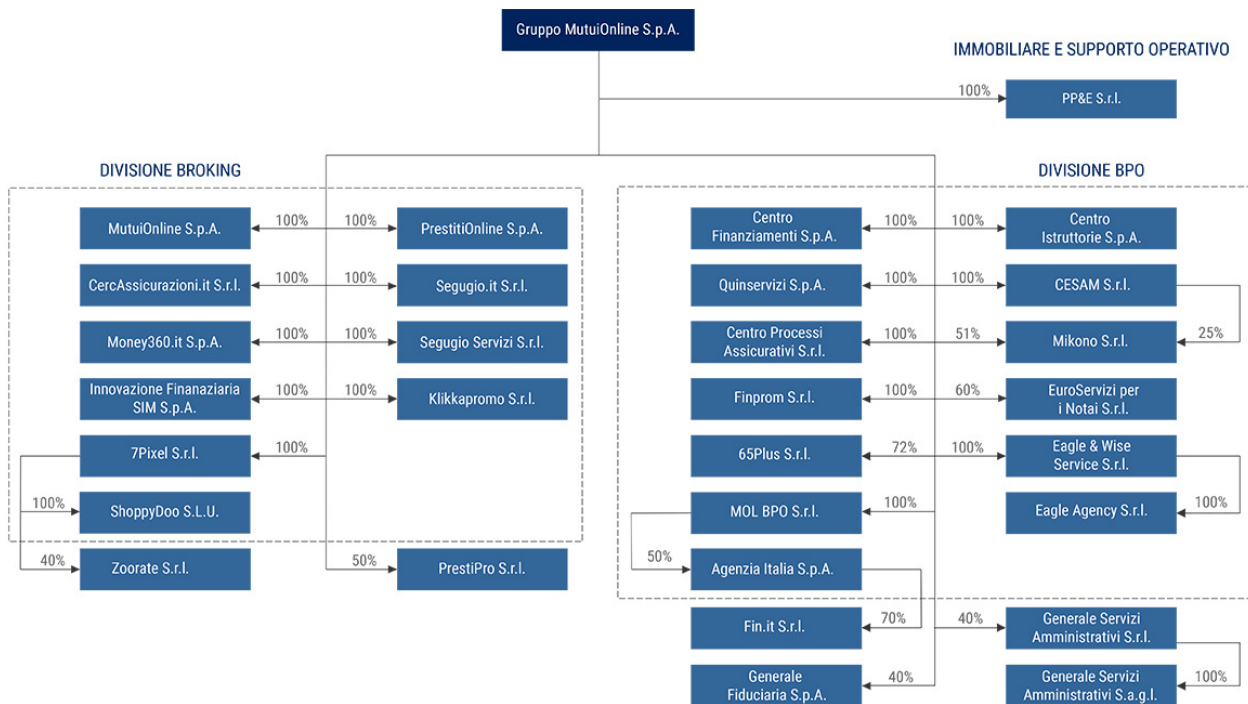 Gruppo MutuiOnline S.p.A.
IMMOBILIARE E SUPPORTO OPERATIVO
100%
PP&E S.r.l.
DIVISIONE BROKING
DIVISIONE BPO
MutuiOnline S.p.A.
100%
100%
PrestitiOnline S.p.A.
Centro
Finanziamenti S.p.A.
100%
100%
Centro
Istruttorie S.p.A.
CercAssicurazioni.it S.r.l.
100%
100%
Segugio.it S.r.l.
Quinservizi S.p.A.
100%
100%
CESAM S.r.l.
Money360.it S.p.A.
100%
100%
Segugio Servizi S.r.l.
Centro Processi
Assicurativi S.r.l.
100%
51%
Mikono S.r.l.
25%
Innovazione Finanaziaria
SIM S.p.A.
100%
100%
Klikkapromo S.r.l.
Finprom S.r.l.
100%
60%
EuroServizi per
i Notai S.r.l.
7Pixel S.r.l.
100%
65Plus S.r.l.
72%
100%
Eagle & Wise
Service S.r.l.
100%
ShoppyDoo S.L.U.
MOL BPO S.r.l.
100%
Eagle Agency S.r.l.
100%
40%
Zoorate S.r.l.
50%
PrestiPro S.r.l.
50%
Agenzia Italia S.p.A.
Fin.it S.r.l.
70%
40%
Generale Servizi
Amministrativi S.r.l.
Generale
Fiduciaria S.p.A.
40%
Generale Servizi
Amministrativi S.a.g.l.
100%